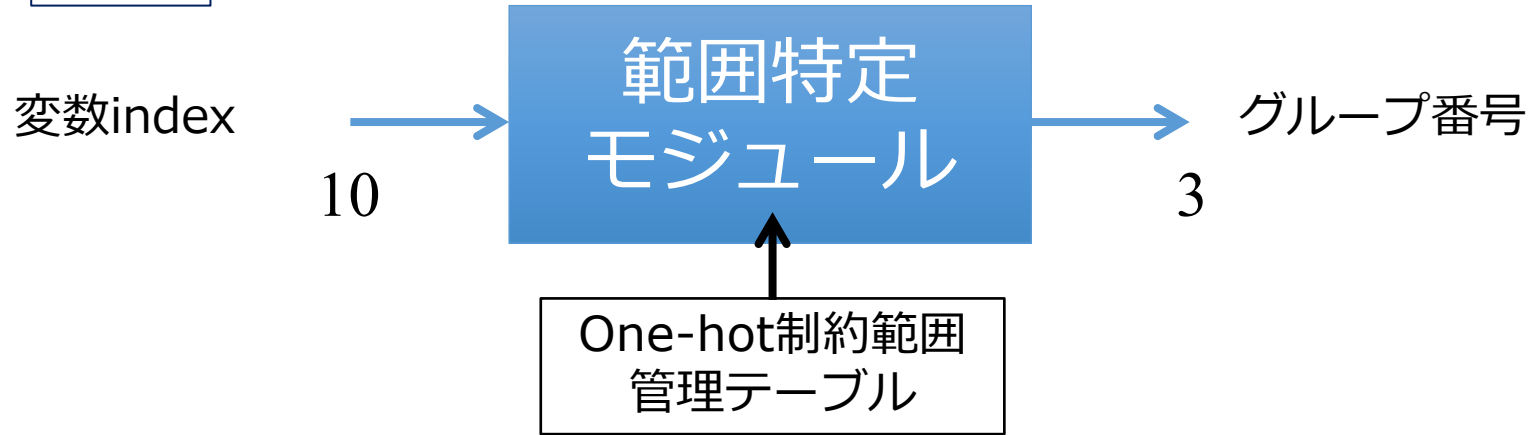 範囲特定
モジュール
変数index
グループ番号
10
3
One-hot制約範囲
管理テーブル